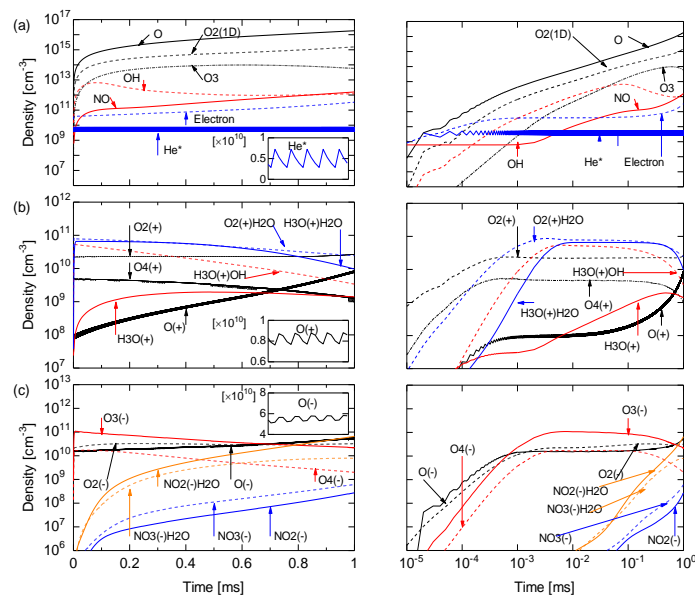 (a)
10^17
10^15
10^13
10^11
10^9
10^7
Density [cm^-3]
O
O2(1D)
OH
O3
NO
Electron
He*
[×10^10]
He*
1
0.5
0
O2(1D)
O
O3
NO
OH
He*
Electron
(b)
10^11
10^10
10^9
10^8
10^7
Density [cm^-3]
O2(+)
O2(+)H2O
H3O(+)H2O
O4(+)
H3O(+)OH
H3O(+)
O(+)
[×10^10]
O(+)
1
0.8
0.6
O2(+)
O2(+)H2O
H3O(+)OH
O4(+)
H3O(+)H2O
O(+)
H3O(+)
(c)
10^13
10^12
10^11
10^10
10^9
10^8
10^7
10^6
Density [cm^-3]
[×10^10]
O(-)
8
6
4
O3(-)
O2(-)
NO2(-)H2O
O(-)
O4(-)
NO3(-)H2O
NO3(-)
NO2(-)
0
0.2
0.4
0.6
0.8
1
Time [ms]
O3(-)
O4(-)
O(-)
O2(-)
NO2(-)H2O
NO3(-)H2O
NO3(-)
NO2(-)
10^-5
10^-4
10^-3
10^-2
10^-1
10^0
Time [ms]